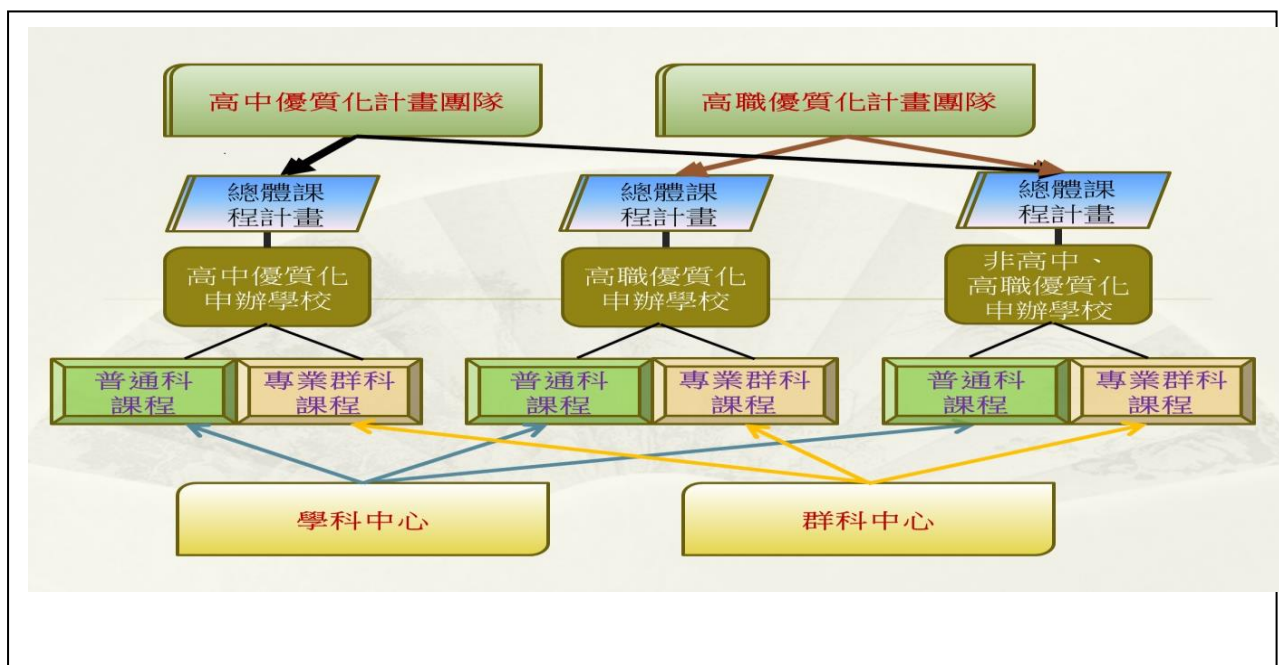 高中優質化計畫團隊
高職優質化計畫團隊
總體課
程計畫
總體課
程計畫
總體課
程計畫
高中優質化
申辦學校
高職優質化
申辦學校
非高中、
高職優質化
申辦學校
普通科
課程
專業群科
課程
普通科
課程
專業群科
課程
普通科
課程
專業群科
課程
學科中心
群科中心